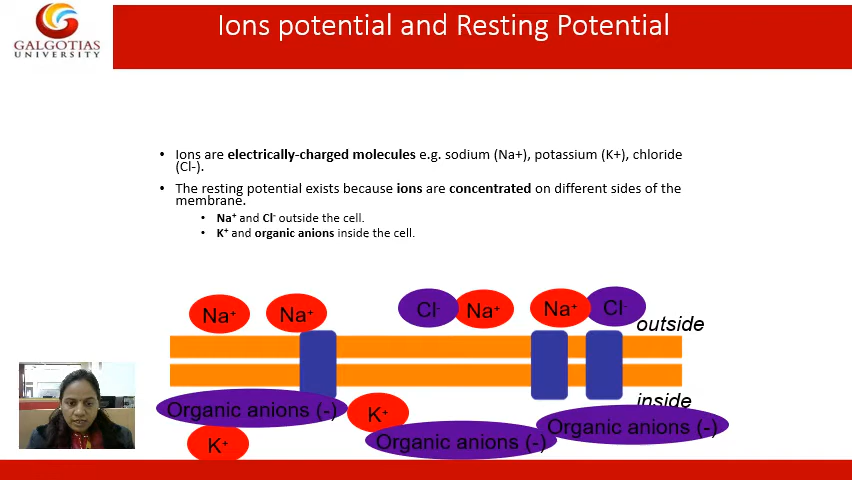 Ions potential and Resting Potential
GALGOTIAS
UNIVERSITY
• Ions are electrically-charged molecules e.g. sodium (Na+), potassium (K+), chloride
(Cl-).
• The resting potential exists because ions are concentrated on different sides of the
membrane.
• Na⁺ and Cl⁻ outside the cell.
• K⁺ and organic anions inside the cell.
Na⁺
Na⁺
Cl⁻
Na⁺
Na⁺
Cl⁻
outside
inside
Organic anions (-)
K⁺
Organic anions (-)
Organic anions (-)
K⁺